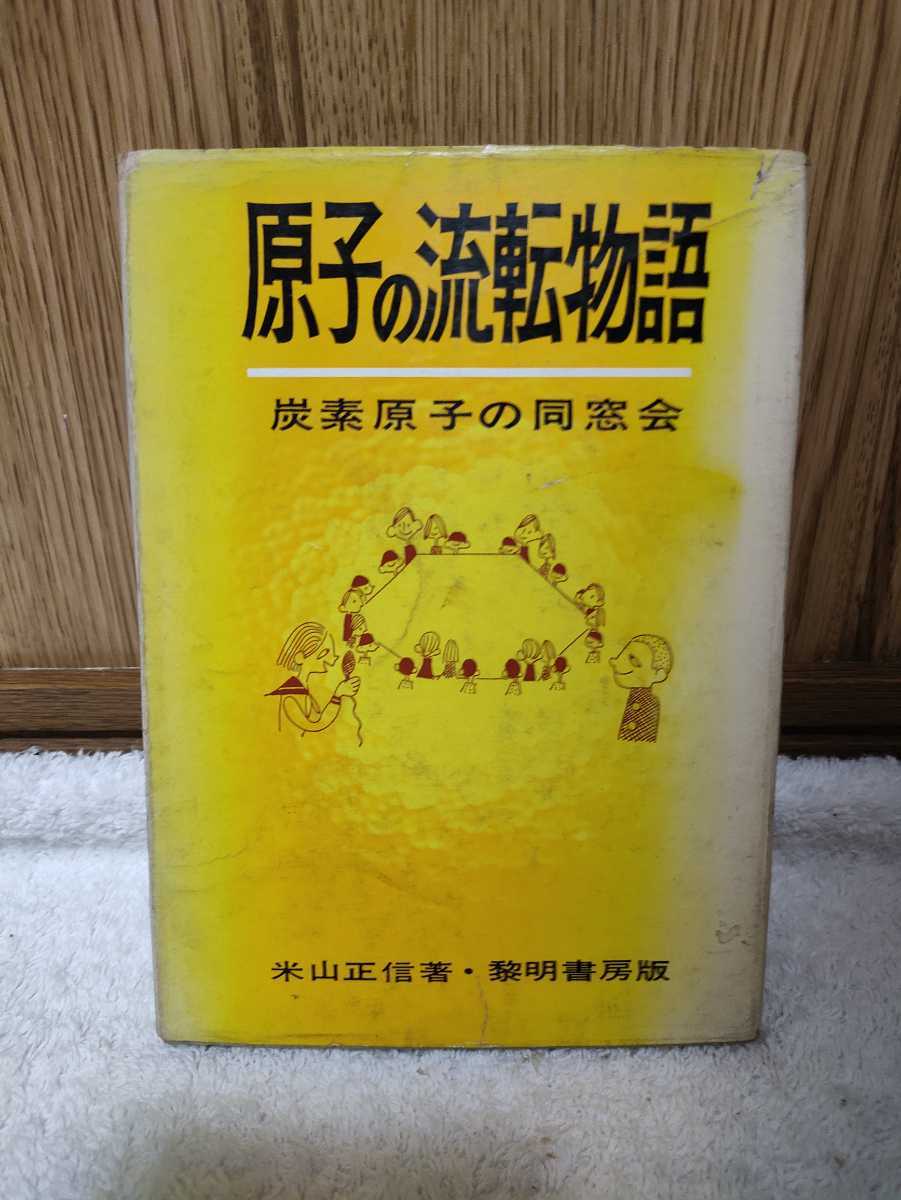 原子の流転物語
炭素原子の同窓会
米山正信著・黎明書房版